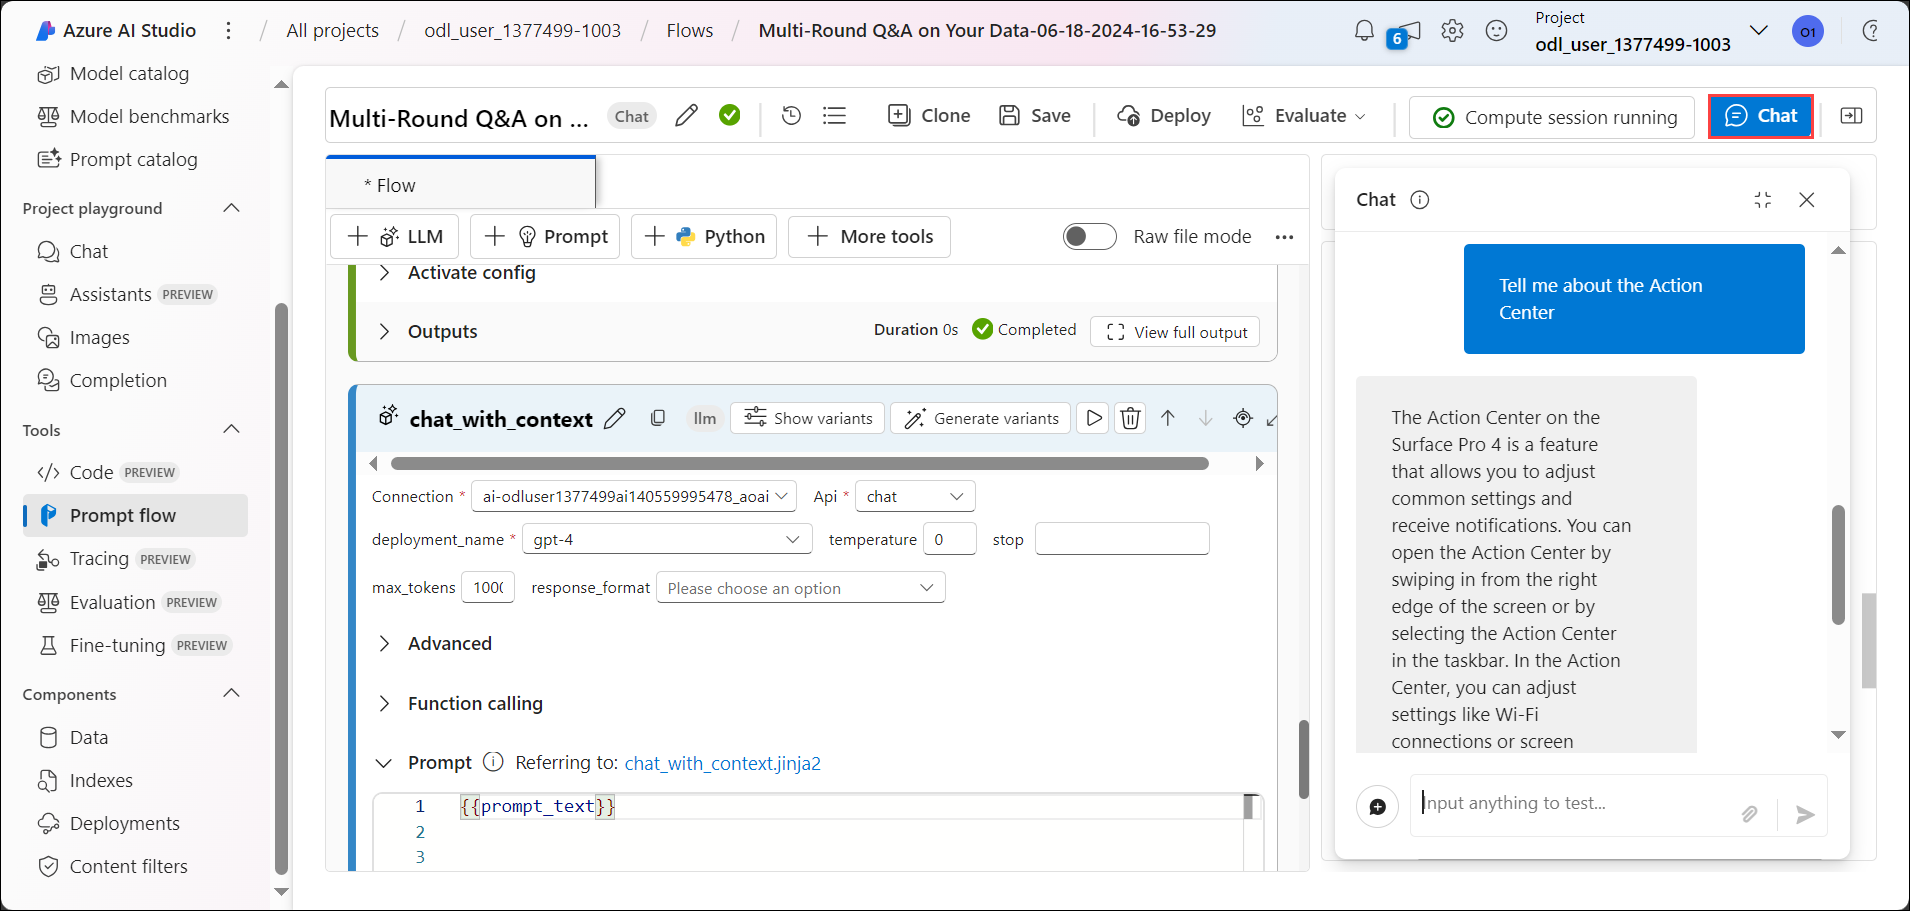 Azure AI Studio / All projects / odl_user_1377499-1003 / Flows / Multi-Round Q&A on Your Data-06-18-2024-16-53-29
6
Project
odl_user_1377499-1003
O1
Model catalog
Model benchmarks
Prompt catalog
Project playground
Chat
Assistants PREVIEW
Images
Completion
Tools
Code PREVIEW
Prompt flow
Tracing PREVIEW
Evaluation PREVIEW
Fine-tuning PREVIEW
Components
Data
Indexes
Deployments
Content filters
Multi-Round Q&A on ... Chat Clone Save Deploy Evaluate Compute session running Chat
* Flow
LLM Prompt Python More tools Raw file mode ...
Activate config
Outputs Duration 0s Completed View full output
chat_with_context llm Show variants Generate variants
Connection * ai-odluser1377499ai140559995478_aoai Api * chat
deployment_name * gpt-4 temperature 0 stop
max_tokens 100 response_format Please choose an option
Advanced
Function calling
Prompt Referring to: chat_with_context.jinja2
1 {{prompt_text}}
2
3
Chat
Tell me about the Action
Center
The Action Center on the
Surface Pro 4 is a feature
that allows you to adjust
common settings and
receive notifications. You can
open the Action Center by
swiping in from the right
edge of the screen or by
selecting the Action Center
in the taskbar. In the Action
Center, you can adjust
settings like Wi-Fi
connections or screen
Input anything to test...